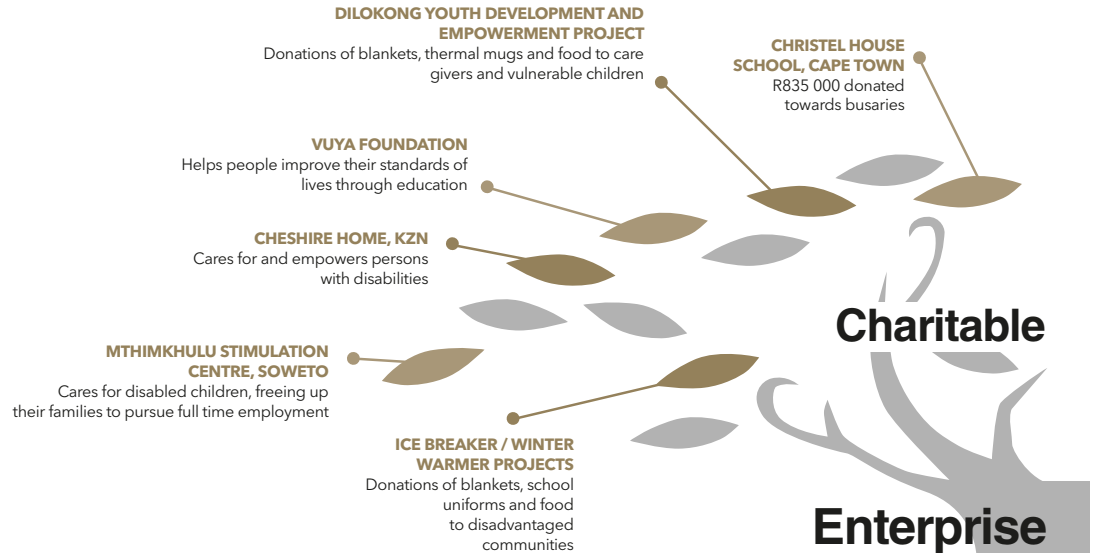 DILOKONG YOUTH DEVELOPMENT AND
EMPOWERMENT PROJECT
Donations of blankets, thermal mugs and food to care
givers and vulnerable children
CHRISTEL HOUSE
SCHOOL, CAPE TOWN
R835 000 donated
towards busaries
VUYA FOUNDATION
Helps people improve their standards of
lives through education
CHESHIRE HOME, KZN
Cares for and empowers persons
with disabilities
Charitable
MTHIMKHULU STIMULATION
CENTRE, SOWETO
Cares for disabled children, freeing up
their families to pursue full time employment
ICE BREAKER / WINTER
WARMER PROJECTS
Donations of blankets, school
uniforms and food
to disadvantaged
communities
Enterprise